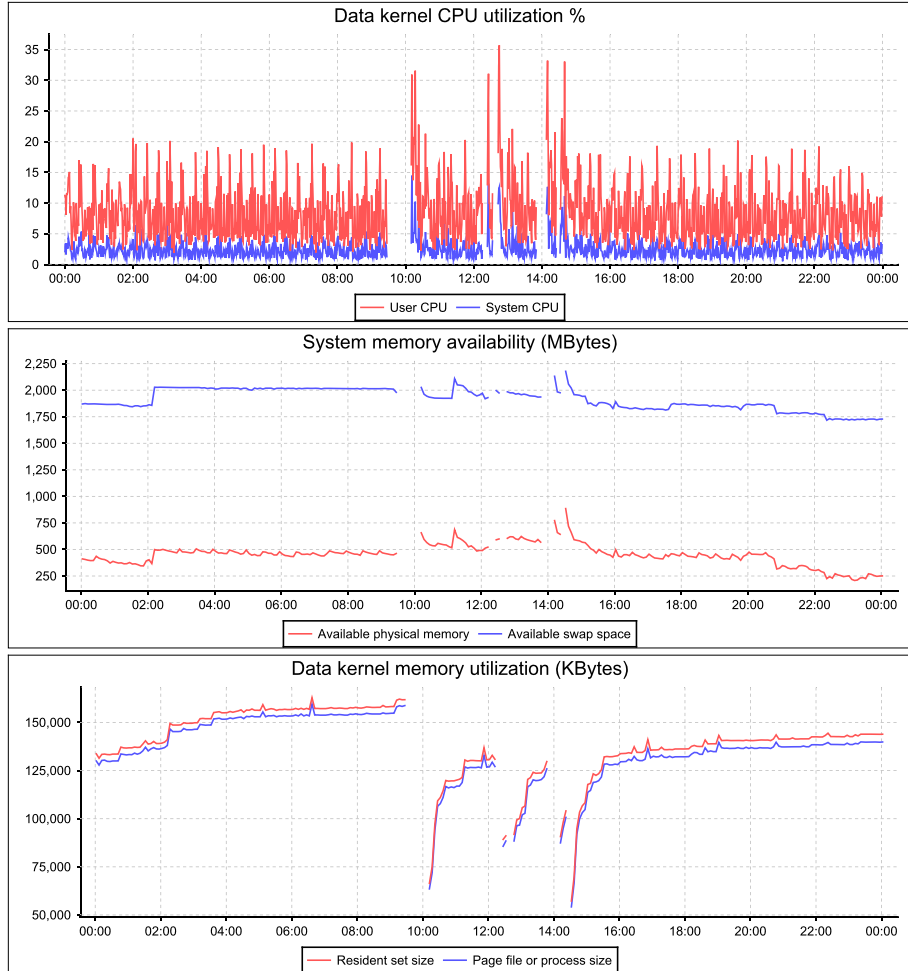 Data kernel CPU utilization %
35
30
25
20
15
10
5
0
00:00 02:00 04:00 06:00 08:00 10:00 12:00 14:00 16:00 18:00 20:00 22:00 00:00
User CPU System CPU
System memory availability (MBytes)
2,250
2,000
1,750
1,500
1,250
1,000
750
500
250
00:00 02:00 04:00 06:00 08:00 10:00 12:00 14:00 16:00 18:00 20:00 22:00 00:00
Available physical memory Available swap space
Data kernel memory utilization (KBytes)
150,000
125,000
100,000
75,000
50,000
00:00 02:00 04:00 06:00 08:00 10:00 12:00 14:00 16:00 18:00 20:00 22:00 00:00
Resident set size Page file or process size